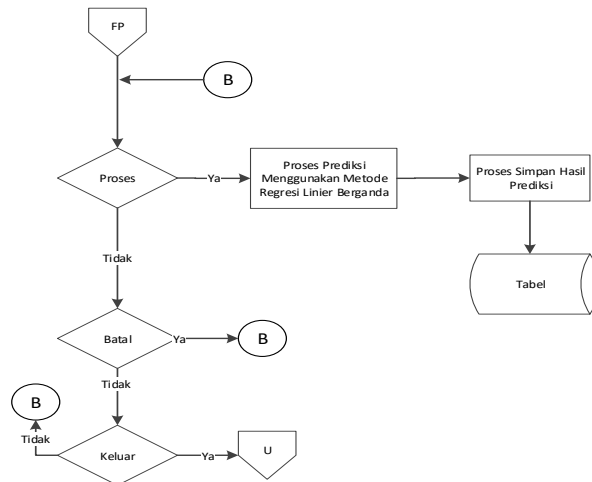 FP
B
Proses
Ya
Proses Prediksi
Menggunakan Metode
Regresi Linier Berganda
Proses Simpan Hasil
Prediksi
Tidak
Tabel
Batal
Ya
B
Tidak
B
Tidak
Keluar
Ya
U